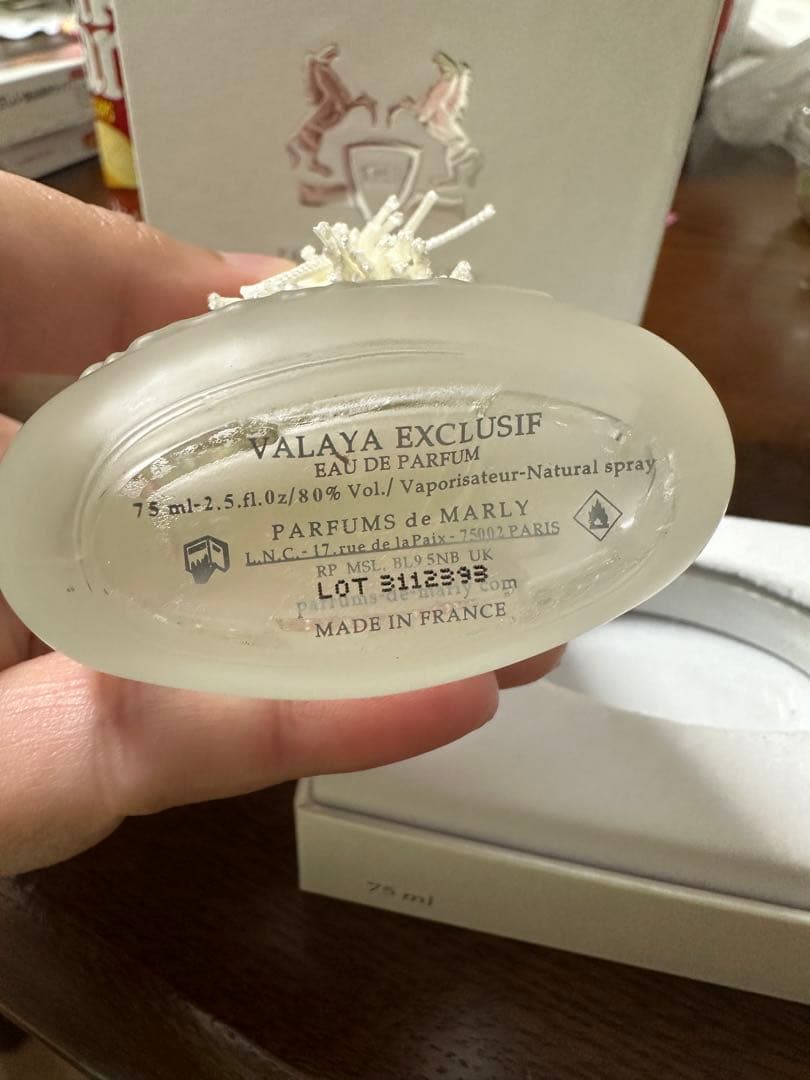 VALAYA EXCLUSIF
EAU DE PARFUM
75 ml-2.5.fl.0z/80% Vol./ Vaporisateur-Natural spray
PARFUMS de MARLY
L.N.C.- 17,rue de laPaix - 75002 PARIS
RP MSL, BL9 5NB UK
LOT 3112393
parfums-de-marly.com
MADE IN FRANCE
75 ml